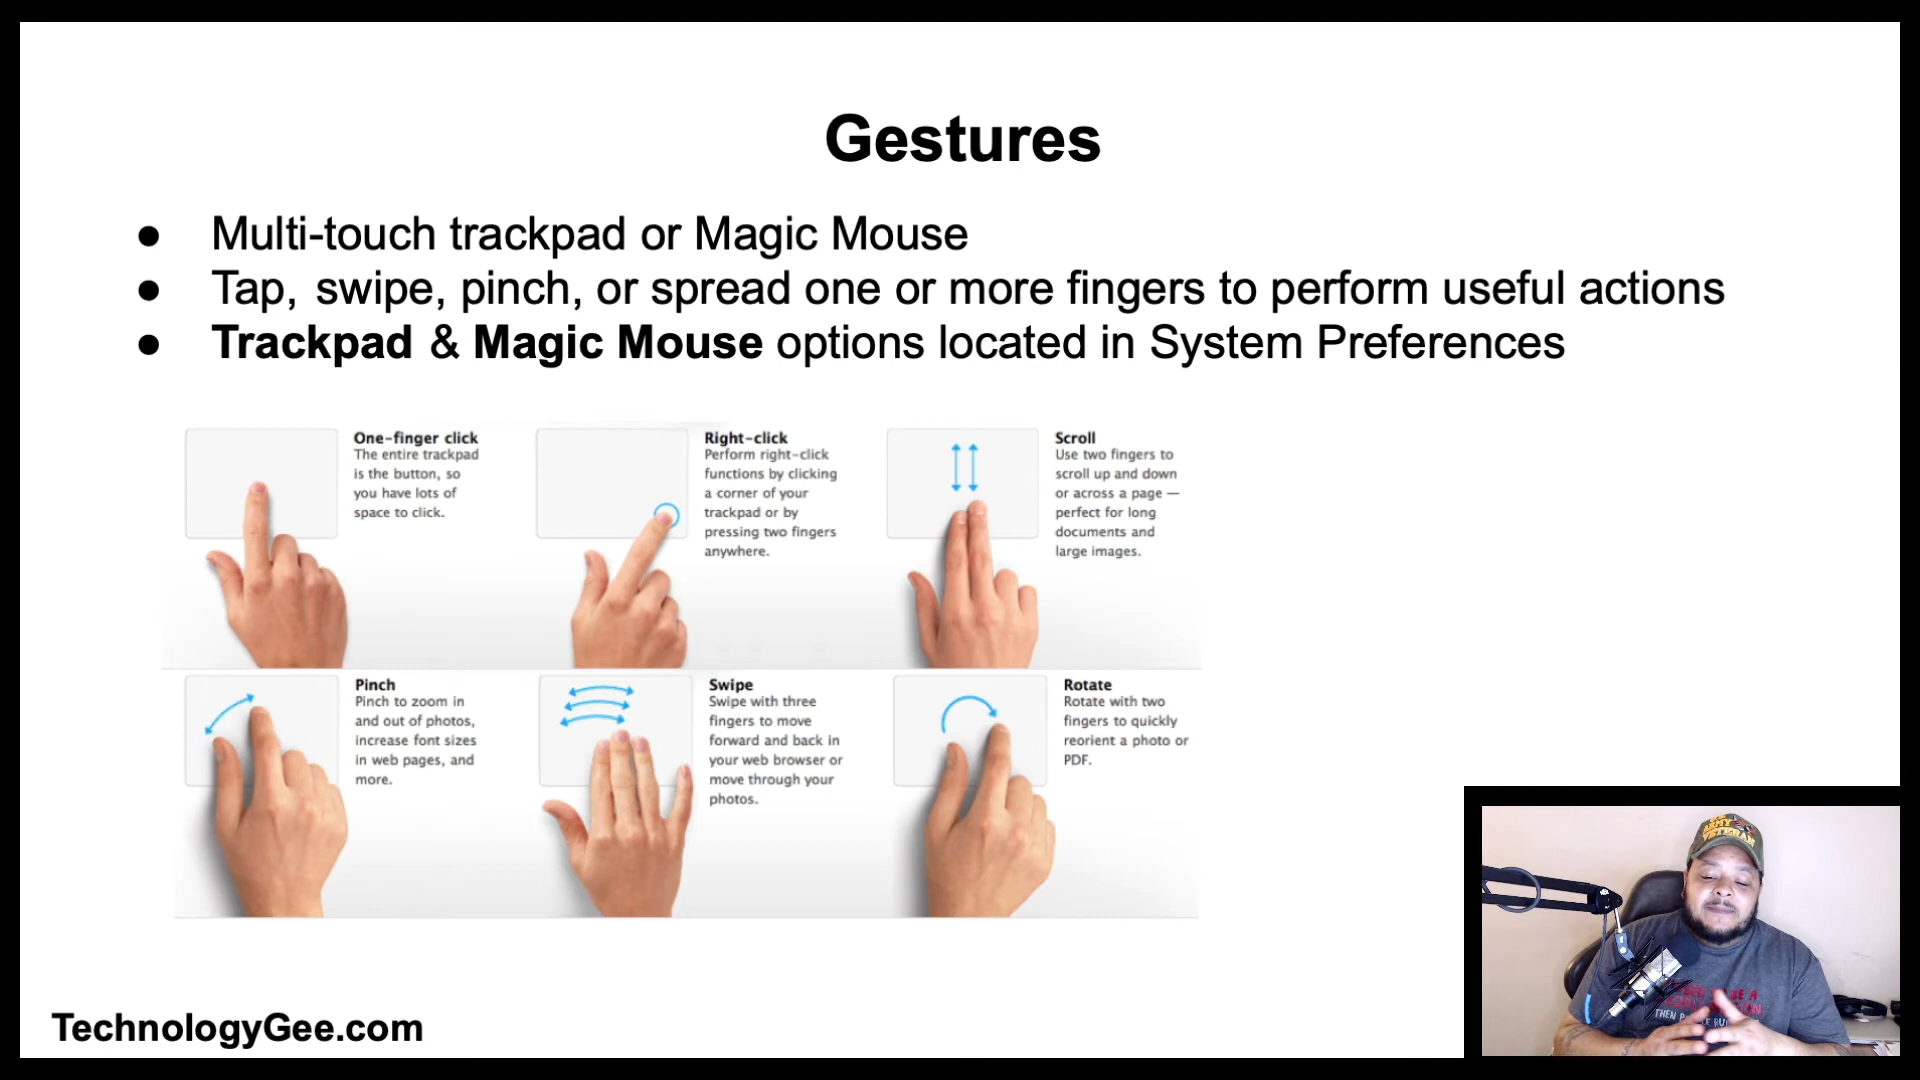 Gestures
● Multi-touch trackpad or Magic Mouse
● Tap, swipe, pinch, or spread one or more fingers to perform useful actions
● Trackpad & Magic Mouse options located in System Preferences
One-finger click
The entire trackpad
is the button, so
you have lots of
space to click.
Right-click
Perform right-click
functions by clicking
a corner of your
trackpad or by
pressing two fingers
anywhere.
Scroll
Use two fingers to
scroll up and down
or across a page —
perfect for long
documents and
large images.
Pinch
Pinch to zoom in
and out of photos,
increase font sizes
in web pages, and
more.
Swipe
Swipe with three
fingers to move
forward and back in
your web browser or
move through your
photos.
Rotate
Rotate with two
fingers to quickly
reorient a photo or
PDF.
ARMY
VETERAN
BE A
THEN
TechnologyGee.com